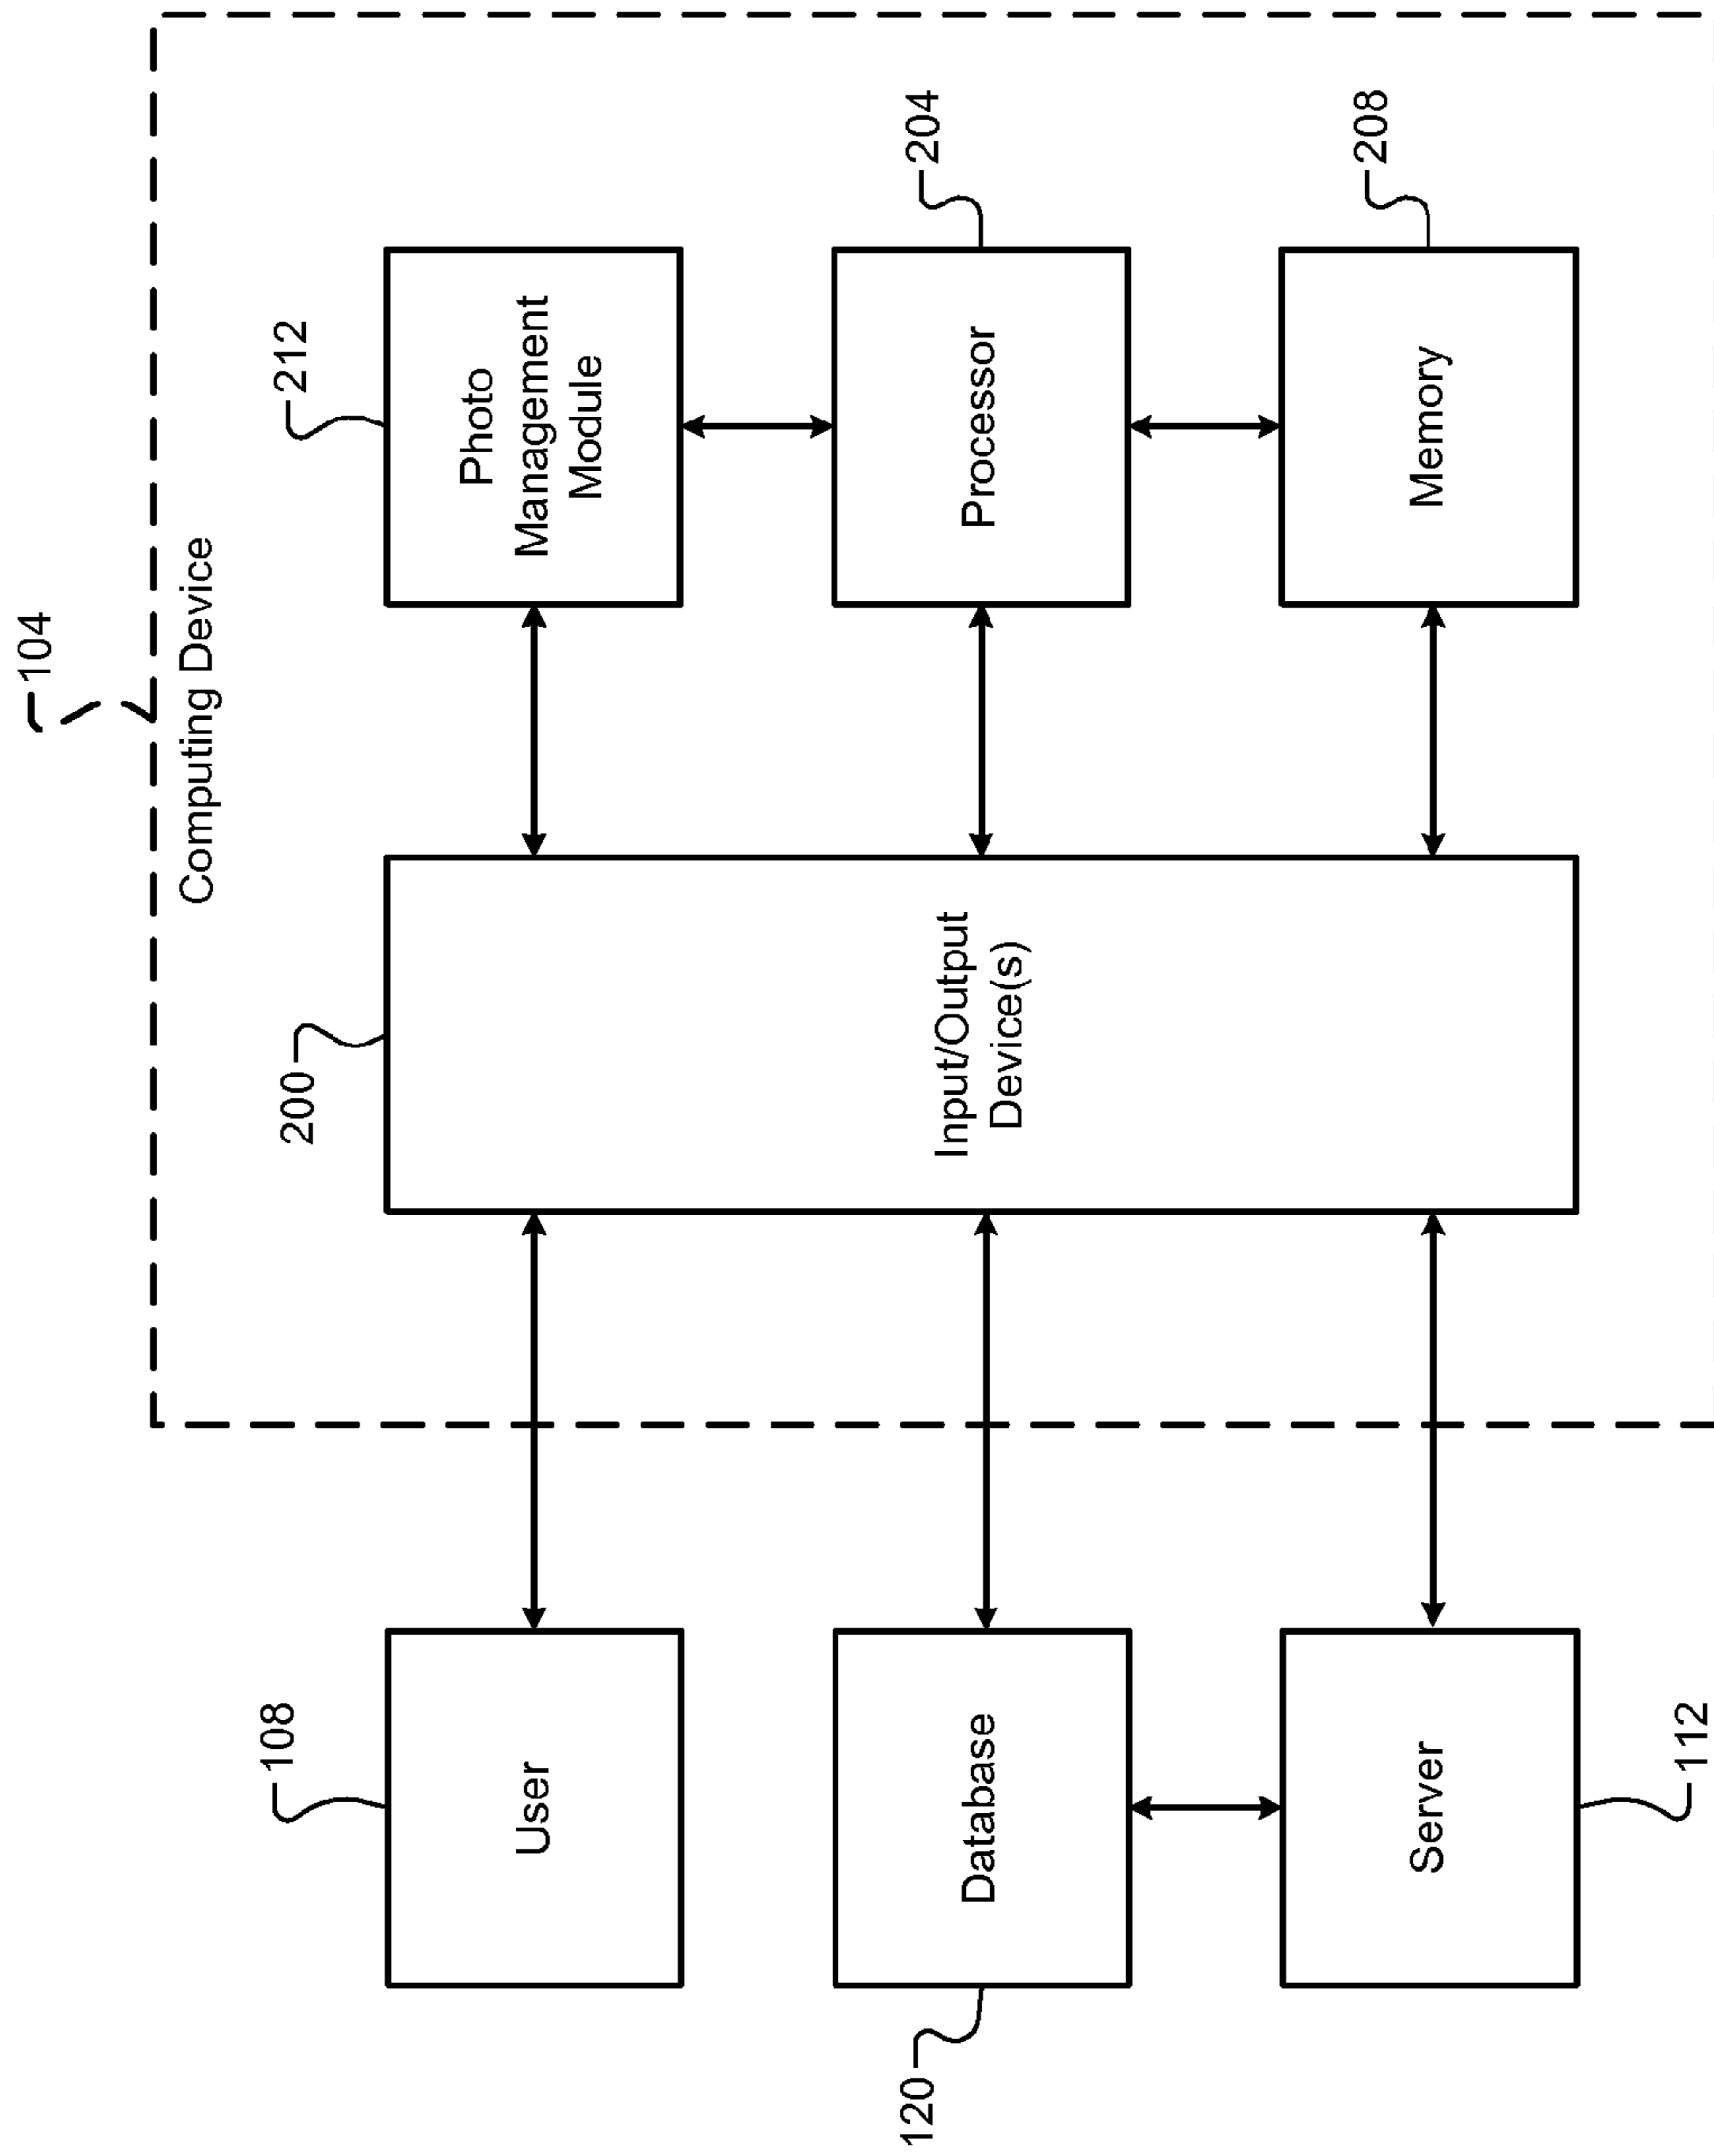 104
Computing Device
108
User
200
Input/Output
Device(s)
212
Photo
Management
Module
120
Database
Processor
204
Server
112
Memory
208